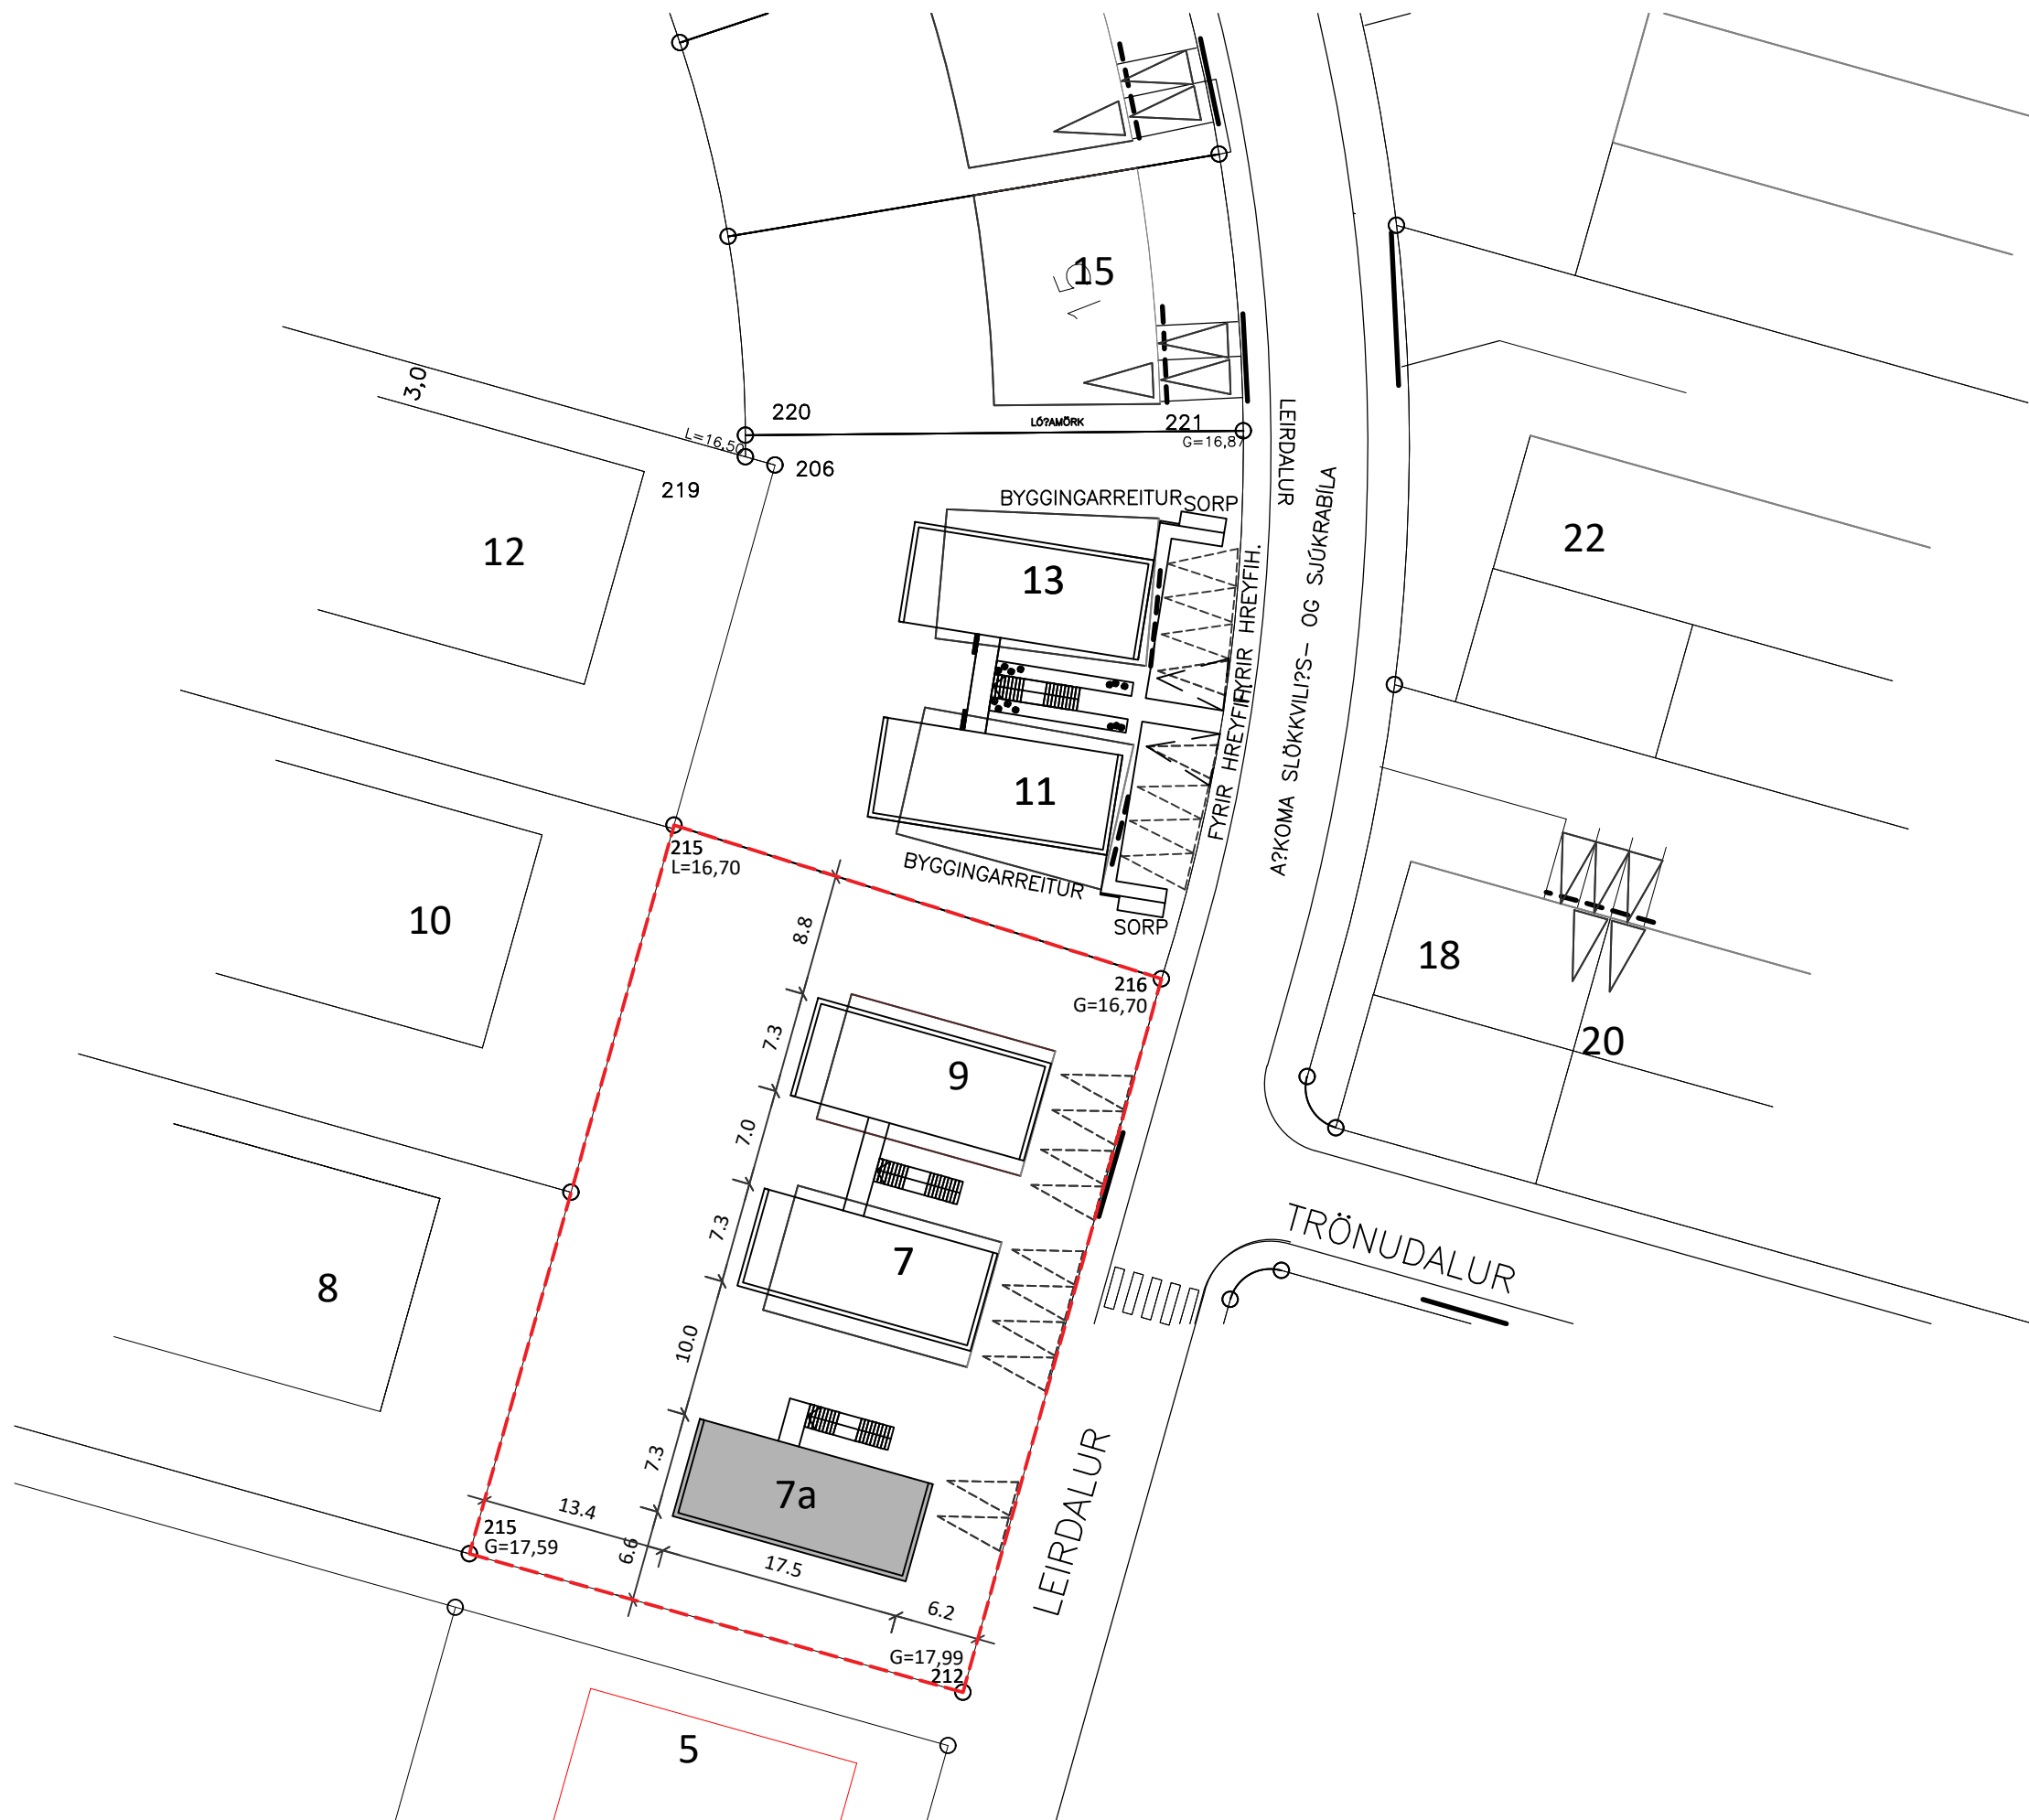 15
15
3,0
220
LÓ?AMÖRK
221
G=16,87
L=16,50
206
219
LEIRDALUR
BYGGINGARREITUR
SORP
12
13
22
FYRIR HREYFIH.
A?KOMA SLÖKKVILI?S- OG SJÚKRABÍLA
11
FYRIR HREYFIH.
215
L=16,70
BYGGINGARREITUR
SORP
10
8.8
18
216
G=16,70
20
7.3
9
7.0
7.3
7
TRÖNUDALUR
8
10.0
7.3
7a
LEIRDALUR
13.4
215
G=17,59
6.6
17.5
6.2
G=17,99
212
5